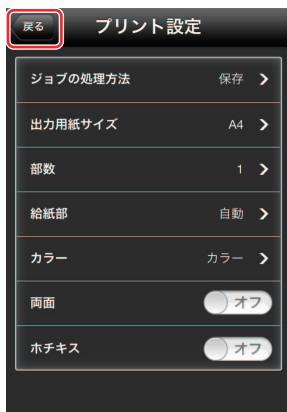 戻る プリント設定
ジョブの処理方法 保存
出力用紙サイズ A4
部数 1
給紙部 自動
カラー カラー
両面 オフ
ホチキス オフ